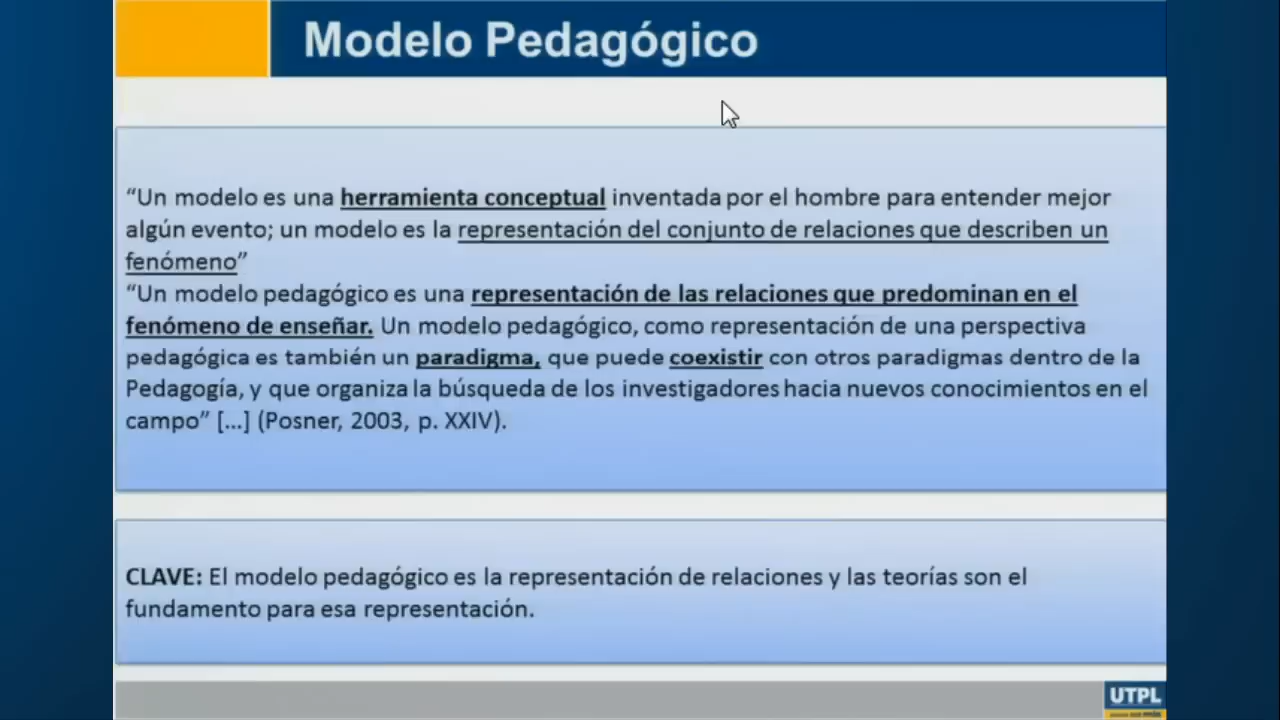 Modelo Pedagógico
“Un modelo es una herramienta conceptual inventada por el hombre para entender mejor
algún evento; un modelo es la representación del conjunto de relaciones que describen un
fenómeno”
“Un modelo pedagógico es una representación de las relaciones que predominan en el
fenómeno de enseñar. Un modelo pedagógico, como representación de una perspectiva
pedagógica es también un paradigma, que puede coexistir con otros paradigmas dentro de la
Pedagogía, y que organiza la búsqueda de los investigadores hacia nuevos conocimientos en el
campo” [...] (Posner, 2003, p. XXIV).
CLAVE: El modelo pedagógico es la representación de relaciones y las teorías son el
fundamento para esa representación.
UTPL